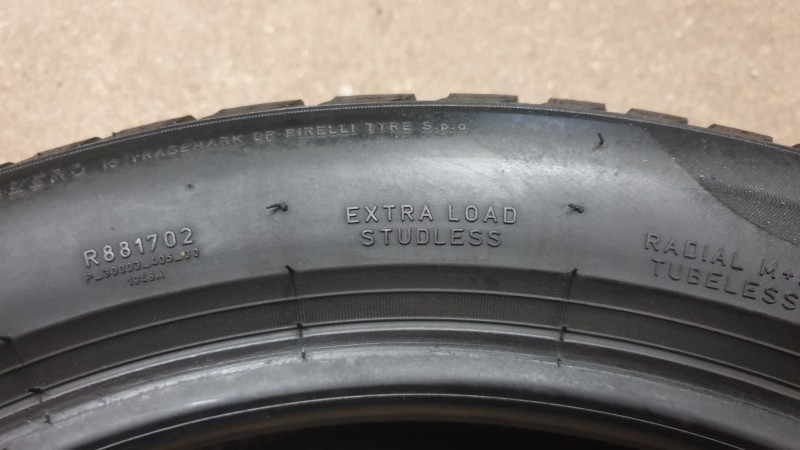 IS TRADEMARK OF PIRELLI TYRE S.p.a
EXTRA LOAD
STUDLESS
R881702
RADIAL M+
TUBELESS